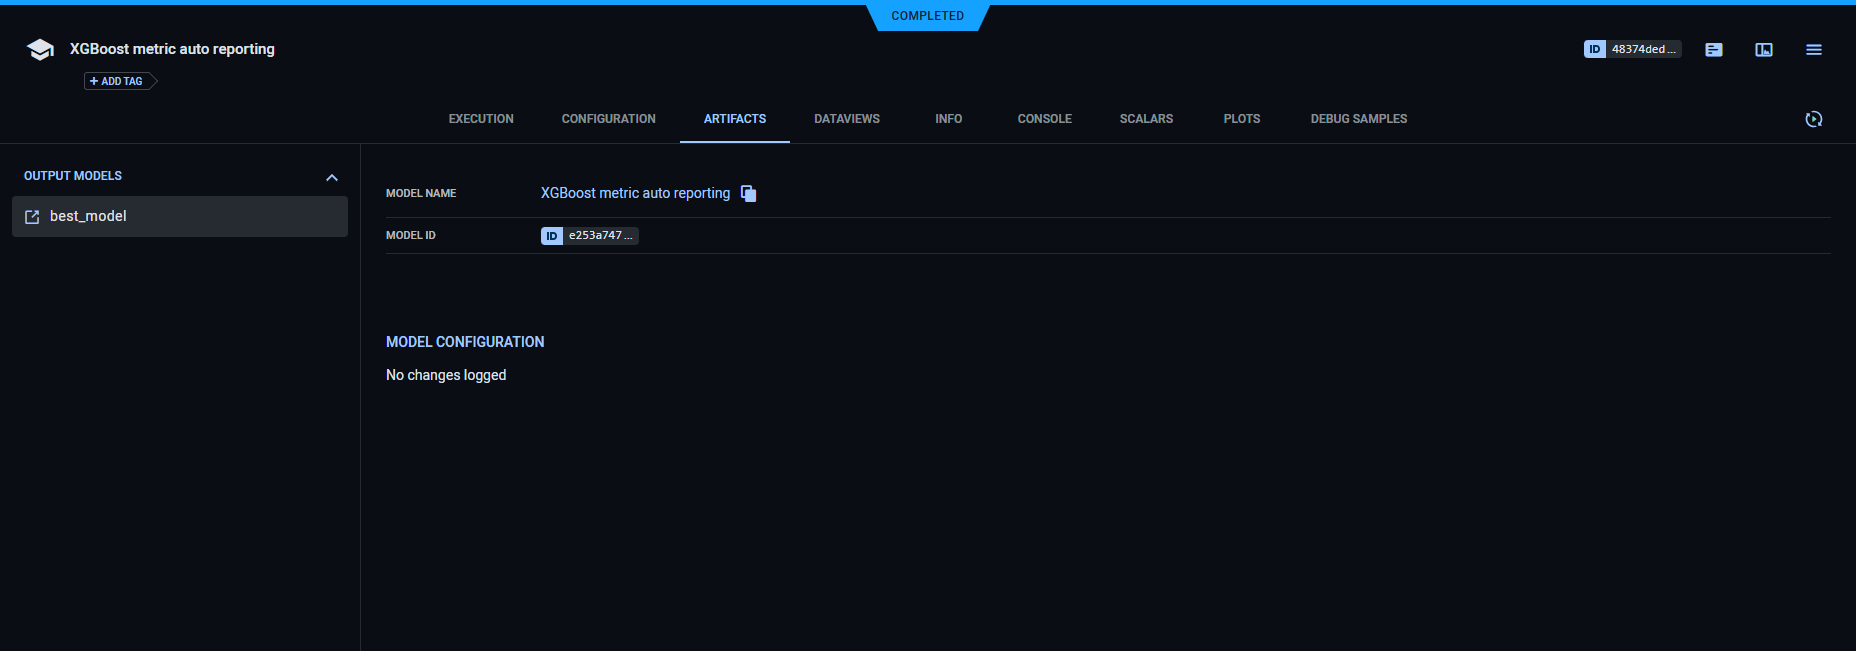 COMPLETED
XGBoost metric auto reporting
ID 48374ded...
+ ADD TAG
EXECUTION CONFIGURATION ARTIFACTS DATAVIEWS INFO CONSOLE SCALARS PLOTS DEBUG SAMPLES
OUTPUT MODELS
best_model
MODEL NAME XGBoost metric auto reporting
MODEL ID ID e253a747...
MODEL CONFIGURATION
No changes logged